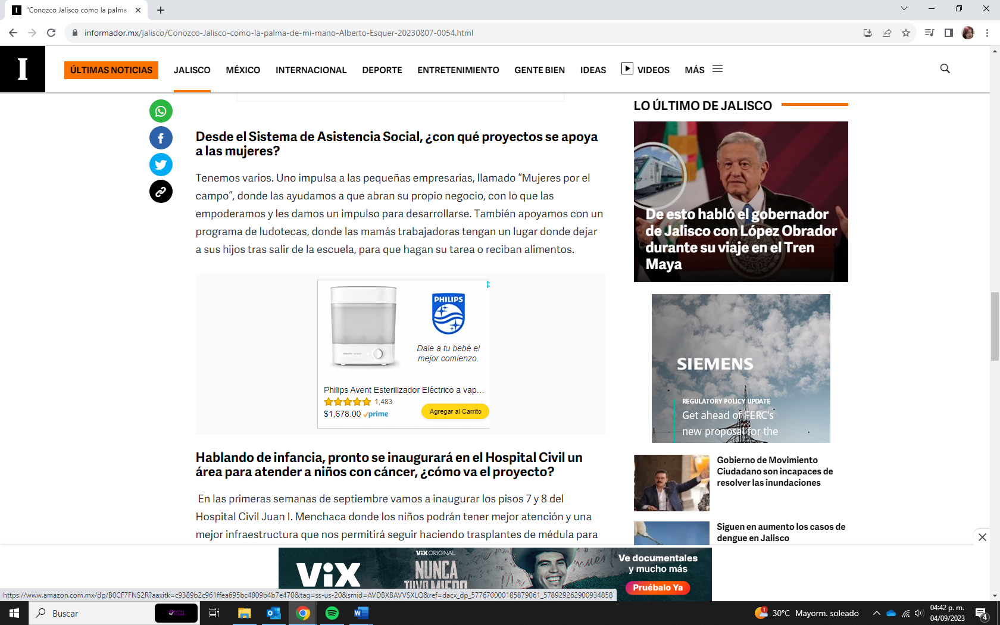 "Conozco Jalisco como la palma
informador.mx/jalisco/Conozco-Jalisco-como-la-palma-de-mi-mano-Alberto-Esquer-20230807-0054.html
I
ÚLTIMAS NOTICIAS
JALISCO
MÉXICO
INTERNACIONAL
DEPORTE
ENTRETENIMIENTO
GENTE BIEN
IDEAS
VIDEOS
MÁS
Desde el Sistema de Asistencia Social, ¿con qué proyectos se apoya
a las mujeres?
Tenemos varios. Uno impulsa a las pequeñas empresarias, llamado “Mujeres por el
campo”, donde las ayudamos a que abran su propio negocio, con lo que las
empoderamos y les damos un impulso para desarrollarse. También apoyamos con un
programa de ludotecas, donde las mamás trabajadoras tengan un lugar donde dejar
a sus hijos tras salir de la escuela, para que hagan su tarea o reciban alimentos.
PHILIPS
Dale a tu bebé el
mejor comienzo.
Philips Avent Esterilizador Eléctrico a vap...
1,483
$1,678.00 prime
Agregar al Carrito
Hablando de infancia, pronto se inaugurará en el Hospital Civil un
área para atender a niños con cáncer, ¿cómo va el proyecto?
En las primeras semanas de septiembre vamos a inaugurar los pisos 7 y 8 del
Hospital Civil Juan I. Menchaca donde los niños podrán tener mejor atención y una
mejor infraestructura que nos permitirá seguir haciendo trasplantes de médula para
LO ÚLTIMO DE JALISCO
De esto habló el gobernador
de Jalisco con López Obrador
durante su viaje en el Tren
Maya
SIEMENS
REGULATORY POLICY UPDATE
Get ahead of FERC's
new proposal for the
Gobierno de Movimiento
Ciudadano son incapaces de
resolver las inundaciones
Siguen en aumento los casos de
dengue en Jalisco
ViX
ViX ORIGINAL
NUNCA
TUVO MIEDO
Ve documentales
y mucho más
Pruébalo Ya
https://www.amazon.com.mx/dp/B0CF7FNS2R?aaxitk=c9389b2c961ffea695bc4809b4b7e470&tag=ss-us-20&smid=AVDBXBAVVSXLQ&ref=dacx_dp_577670000185879061_578929262900934858
Buscar
1
30°C Mayorm. soleado
04:42 p. m.
04/09/2023
4